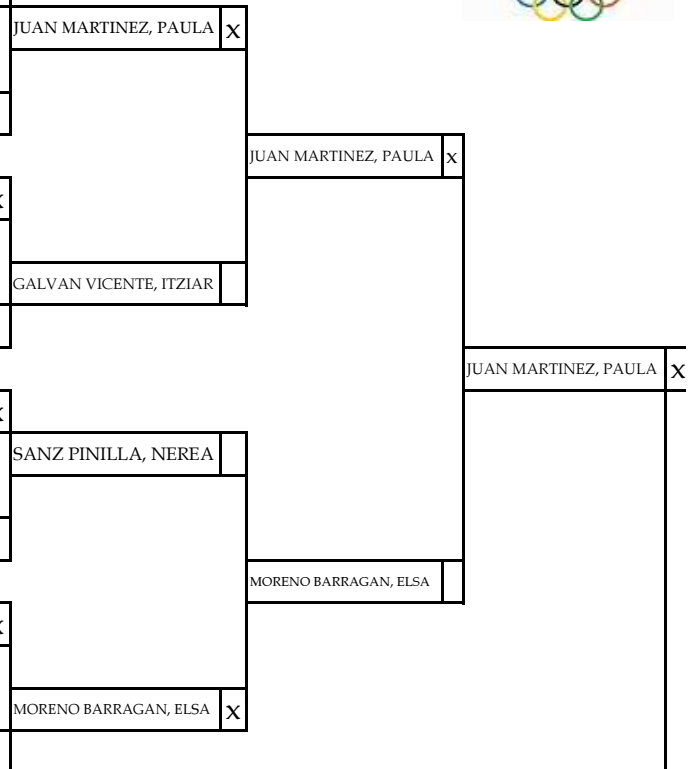 JUAN MARTINEZ, PAULA X
JUAN MARTINEZ, PAULA x
GALVAN VICENTE, ITZIAR
JUAN MARTINEZ, PAULA X
SANZ PINILLA, NEREA
MORENO BARRAGAN, ELSA
MORENO BARRAGAN, ELSA X